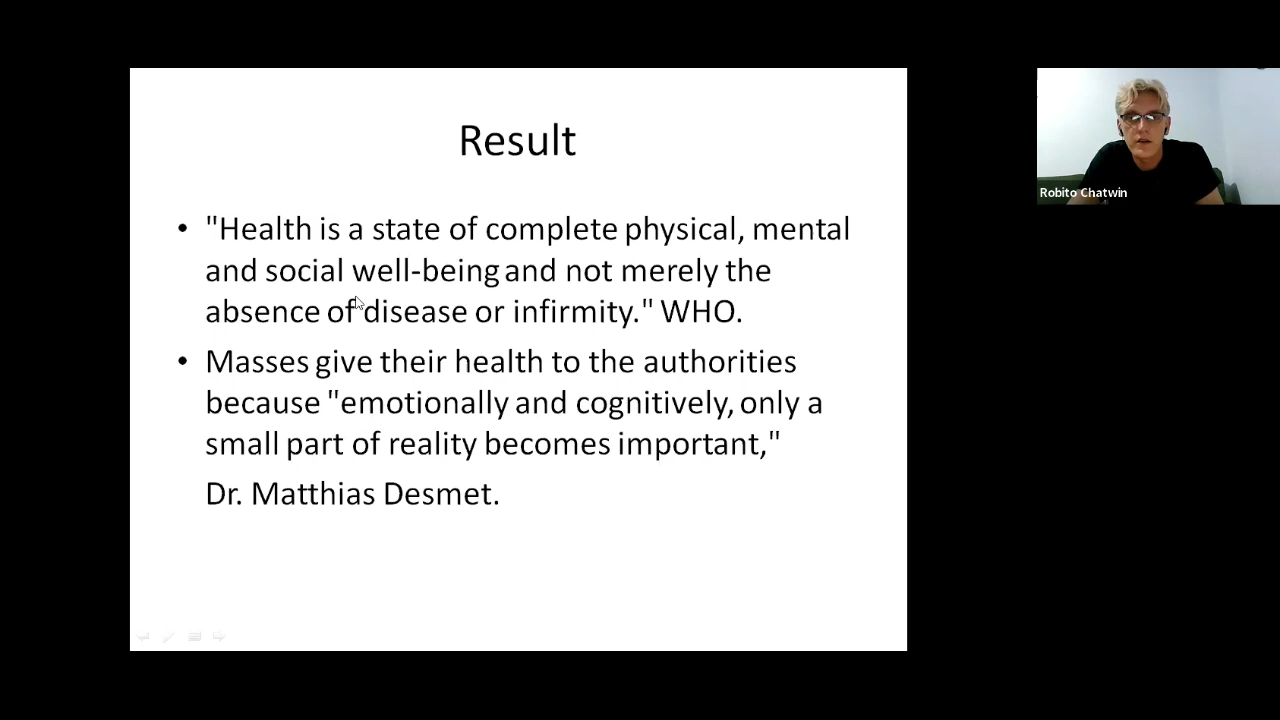 Result
• "Health is a state of complete physical, mental
and social well-being and not merely the
absence of disease or infirmity." WHO.
• Masses give their health to the authorities
because "emotionally and cognitively, only a
small part of reality becomes important,"
Dr. Matthias Desmet.
Robito Chatwin